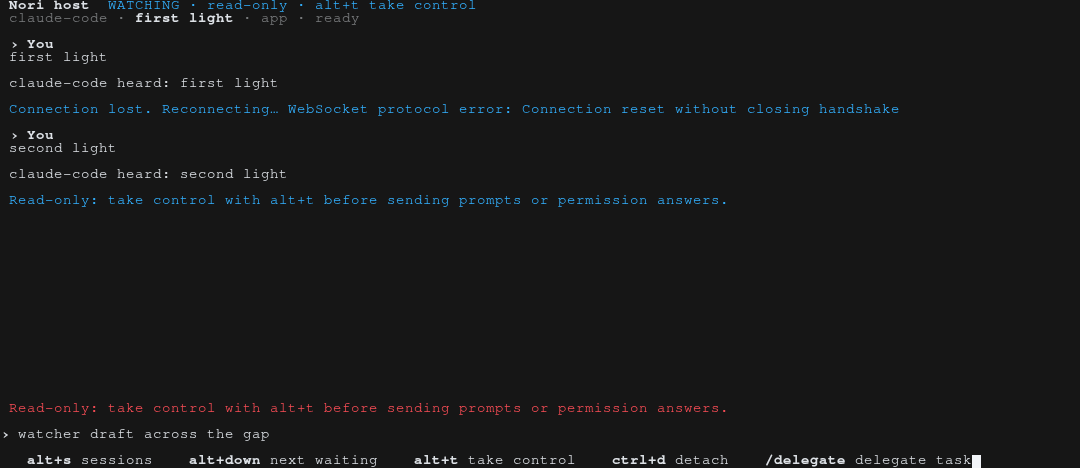 Nori host  WATCHING · read-only · alt+t take control
claude-code · first light · app · ready
› You
first light
claude-code heard: first light
Connection lost. Reconnecting… WebSocket protocol error: Connection reset without closing handshake
› You
second light
claude-code heard: second light
Read-only: take control with alt+t before sending prompts or permission answers.
Read-only: take control with alt+t before sending prompts or permission answers.
› watcher draft across the gap
alt+s sessions    alt+down next waiting    alt+t take control    ctrl+d detach    /delegate delegate task